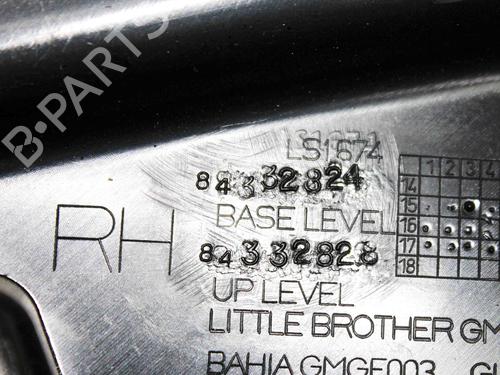 B-PARTS
LS1674
84332824
BASE LEVEL
RH
84332828
UP LEVEL
LITTLE BROTHER GM
BAHIA GMGE003
1 2 3 4
14
15
16
17
18